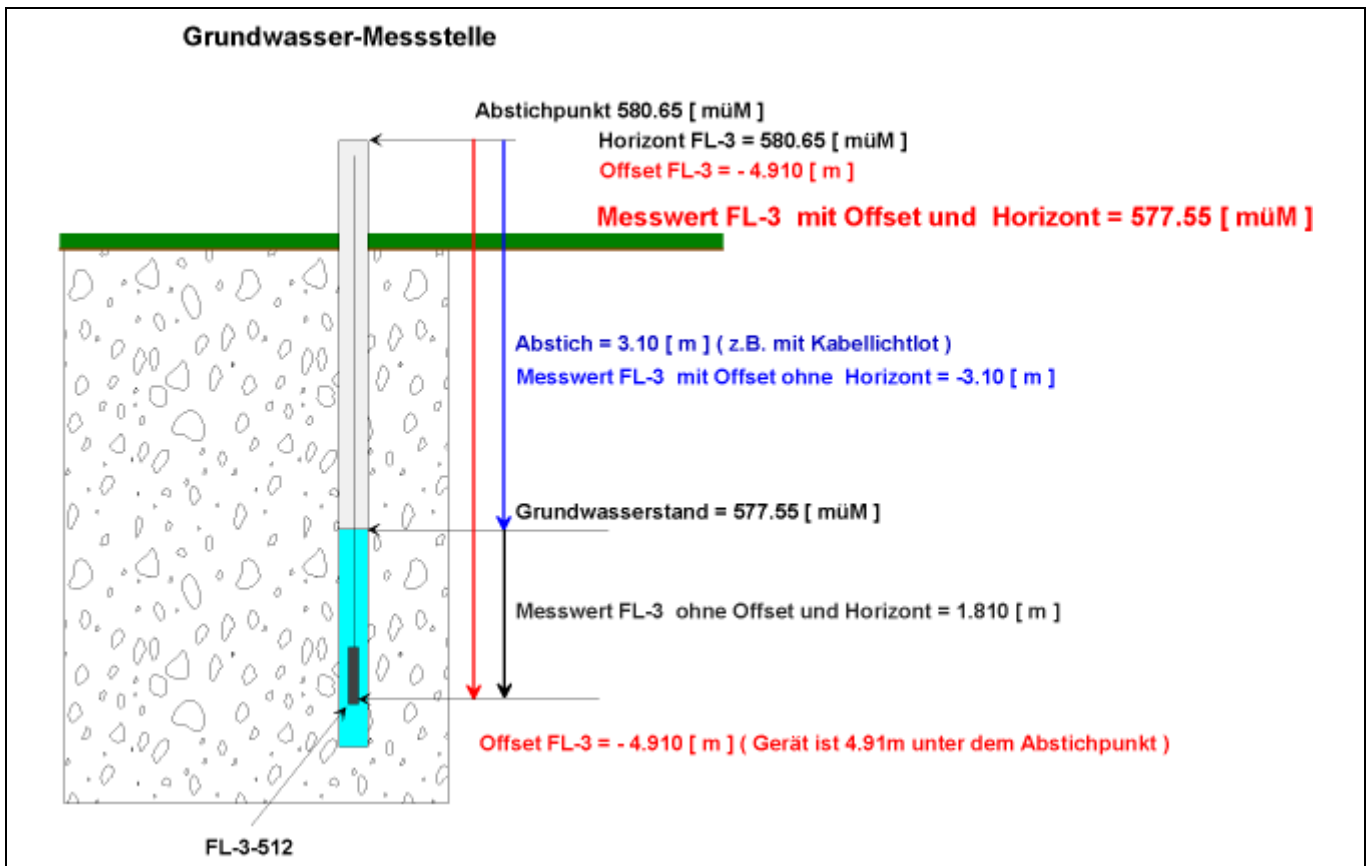 Grundwasser-Messstelle
Abstichpunkt 580.65 [ müM ]
Horizont FL-3 = 580.65 [ müM ]
Offset FL-3 = - 4.910 [ m ]
Messwert FL-3 mit Offset und Horizont = 577.55 [ müM ]
Abstich = 3.10 [ m ] ( z.B. mit Kabellichtlot )
Messwert FL-3 mit Offset ohne Horizont = -3.10 [ m ]
Grundwasserstand = 577.55 [ müM ]
Messwert FL-3 ohne Offset und Horizont = 1.810 [ m ]
Offset FL-3 = - 4.910 [ m ] ( Gerät ist 4.91m unter dem Abstichpunkt )
FL-3-512